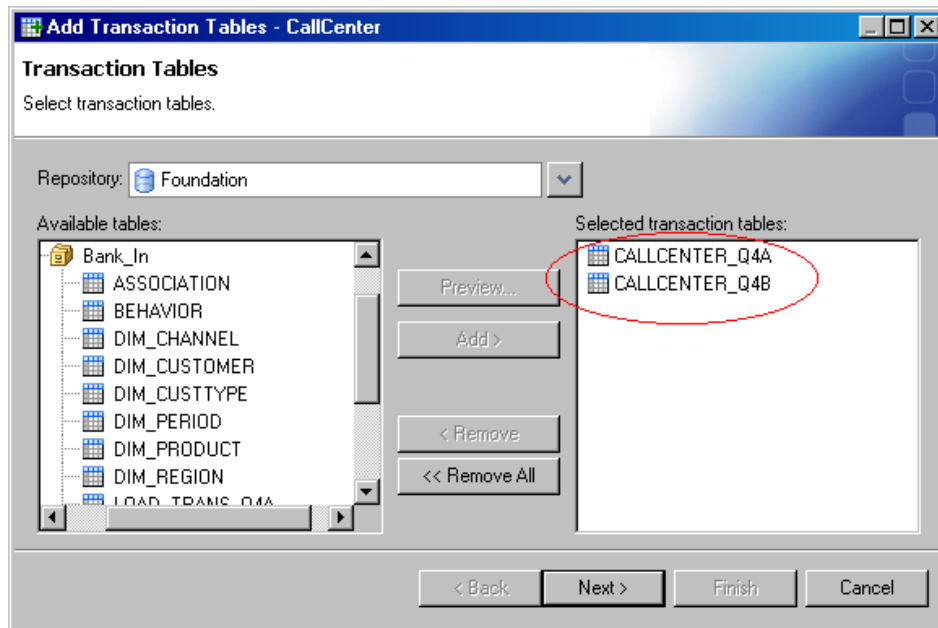 Add Transaction Tables - CallCenter
Transaction Tables
Select transaction tables.
Repository: Foundation
Available tables:
Bank_In
ASSOCIATION
BEHAVIOR
DIM_CHANNEL
DIM_CUSTOMER
DIM_CUSTTYPE
DIM_PERIOD
DIM_PRODUCT
DIM_REGION
LOAD_TRANS_Q4A
Preview...
Add >
< Remove
<< Remove All
Selected transaction tables:
CALLCENTER_Q4A
CALLCENTER_Q4B
< Back
Next >
Finish
Cancel